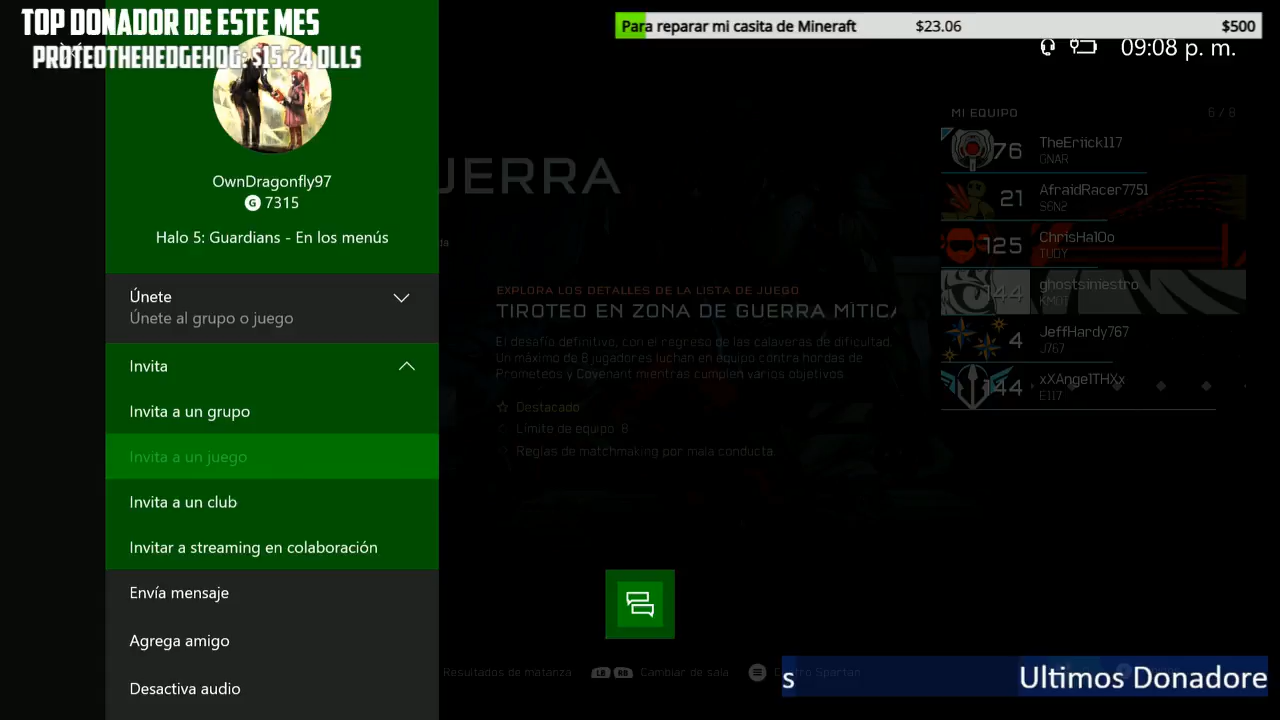 TOP DONADOR DE ESTE MES
PROTEOTHEHEDGEHOG: $15.24 DLLS
Para reparar mi casita de Mineraft
$23.06
$500
09:08 p. m.
OwnDragonfly97
G 7315
Halo 5: Guardians - En los menús
Únete
Únete al grupo o juego
Invita
Invita a un grupo
Invita a un juego
Invita a un club
Invitar a streaming en colaboración
Envía mensaje
Agrega amigo
Desactiva audio
UERRA
ta
EXPLORA LOS DETALLES DE LA LISTA DE JUEGO
TIROTEO EN ZONA DE GUERRA MÍTICA
El desafío definitivo, con el regreso de las calaveras de dificultad.
Un máximo de 8 jugadores luchan en equipo contra hordas de
Prometeos y Covenant mientras cumplen varios objetivos.
Destacado
Límite de equipo 8
Reglas de matchmaking por mala conducta
MI EQUIPO
6 / 8
76
TheEriick117
GNAR
21
AfraidRacer7751
S6N2
125
ChrisHalOo
TUDY
144
ghostsiniestro
KMDT
4
JeffHardy767
J767
144
xXAngelTHXx
E117
Resultados de matanza
LB RB Cambiar de sala
Spartan
s
Ultimos Donadore